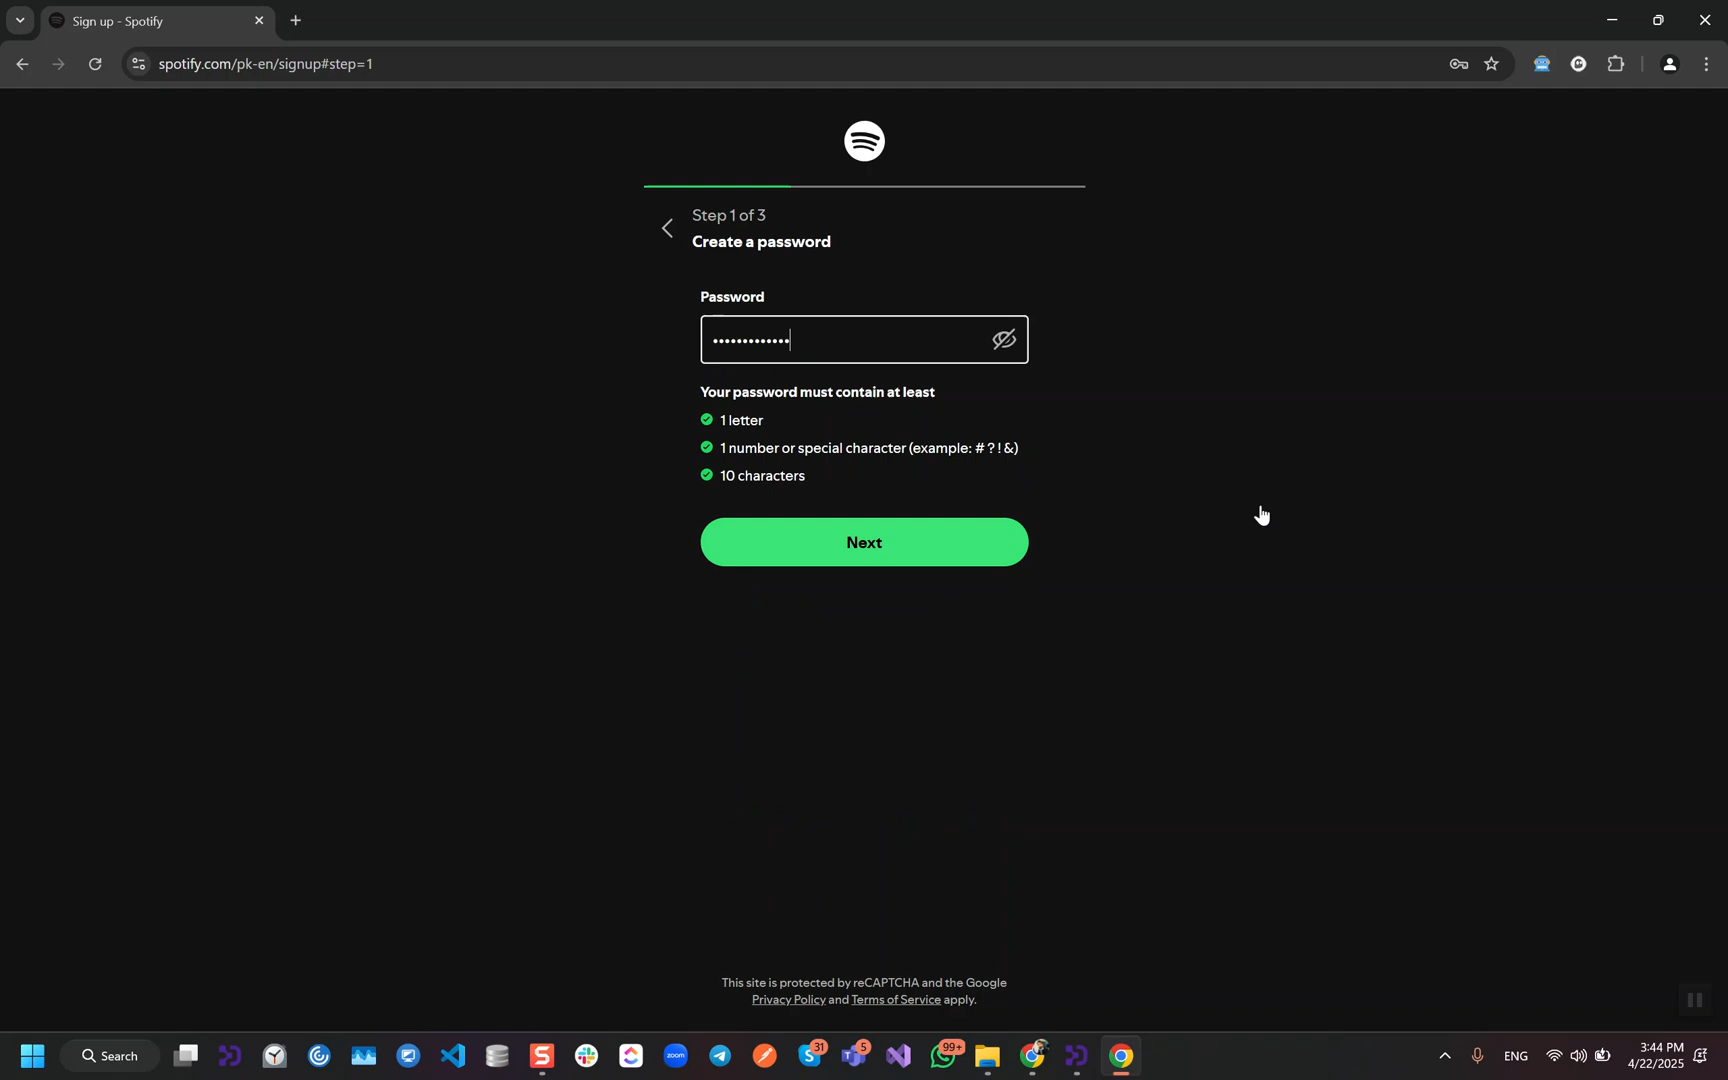 Sign up - Spotify
spotify.com/pk-en/signup#step=1
Step 1 of 3
Create a password
Password
•••••••••••••
Your password must contain at least
1 letter
1 number or special character (example: # ? ! &)
10 characters
Next
This site is protected by reCAPTCHA and the Google
Privacy Policy and Terms of Service apply.
Search
zoom
31
5
99+
ENG
3:44 PM
4/22/2025